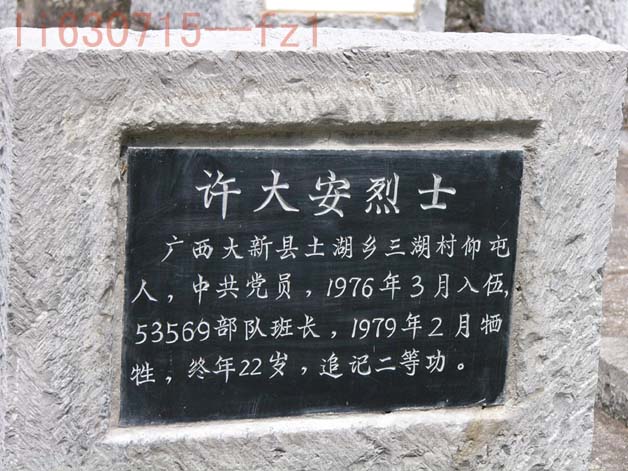 l1630715--fz1
许大安烈士
广西大新县土湖乡三湖村仰屯
人，中共党员，1976年3月入伍，
53569部队班长，1979年2月牺
牲，终年22岁，追记二等功。